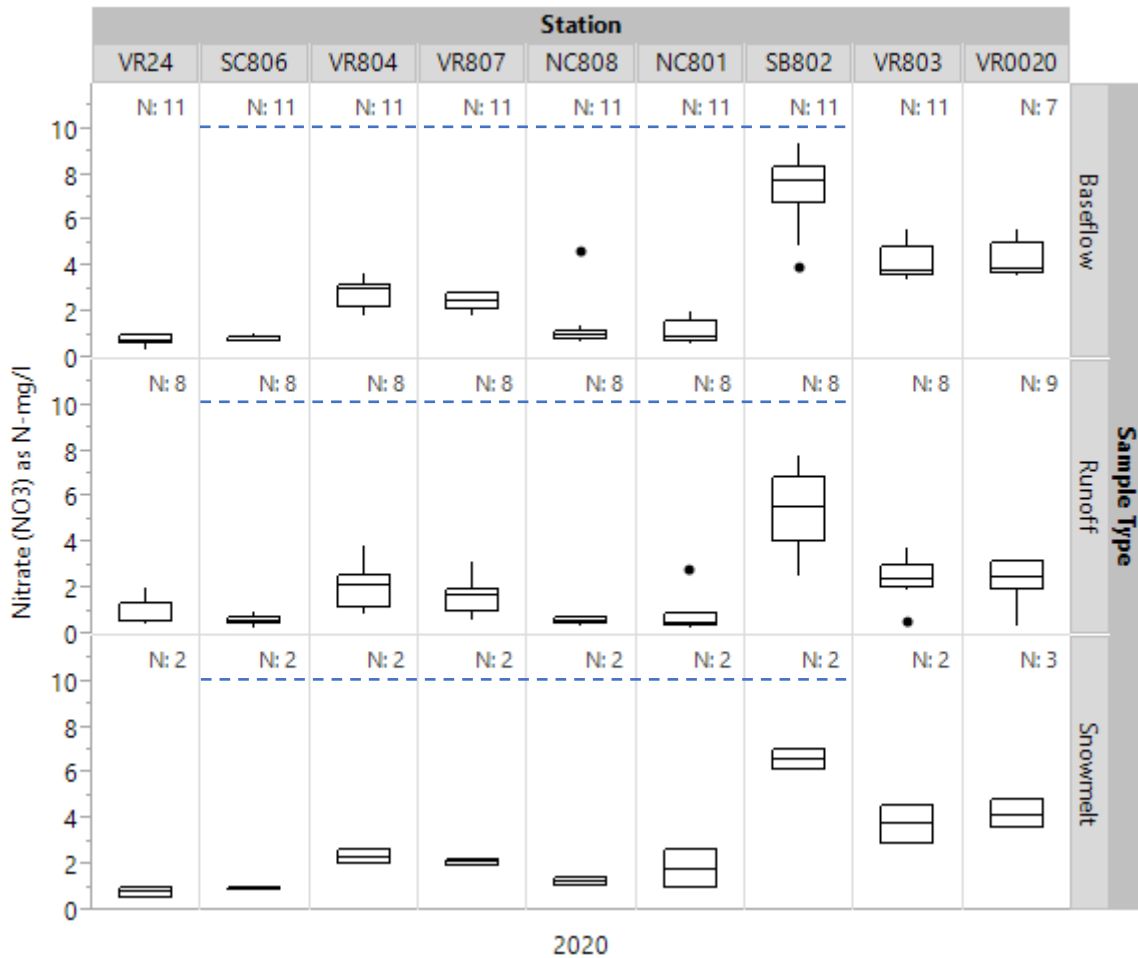 Station
VR24 SC806 VR804 VR807 NC808 NC801 SB802 VR803 VR0020
N: 11 N: 11 N: 11 N: 11 N: 11 N: 11 N: 11 N: 11 N: 7
10
8
6
4
2
0
Baseflow
N: 8 N: 8 N: 8 N: 8 N: 8 N: 8 N: 8 N: 8 N: 9
10
8
6
4
2
0
Runoff
N: 2 N: 2 N: 2 N: 2 N: 2 N: 2 N: 2 N: 2 N: 3
10
8
6
4
2
0
Snowmelt
Nitrate (NO3) as N-mg/l
Sample Type
2020